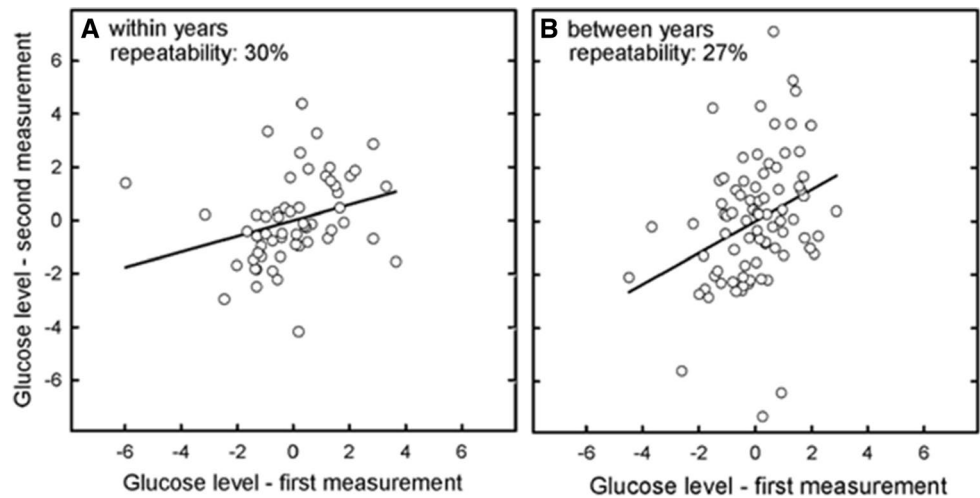 A within years
repeatability: 30%
Glucose level - second measurement
6
4
2
0
-2
-4
-6
-6 -4 -2 0 2 4 6
Glucose level - first measurement
B between years
repeatability: 27%
-6 -4 -2 0 2 4 6
Glucose level - first measurement